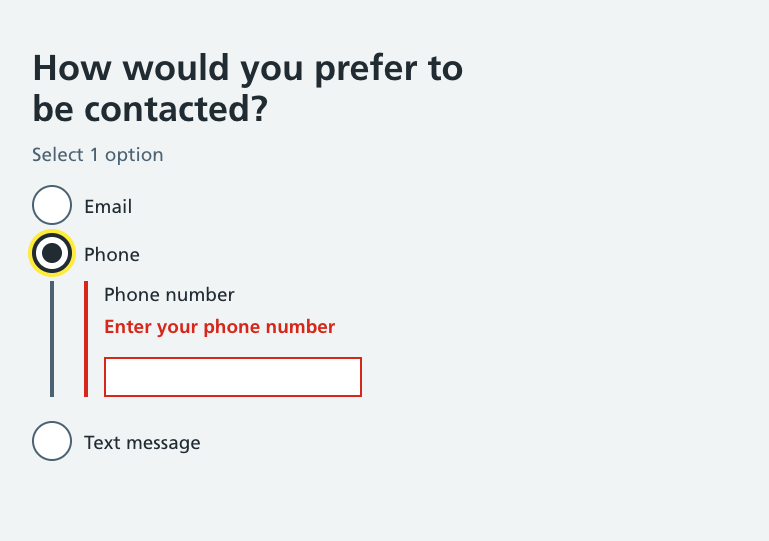 How would you prefer to
be contacted?
Select 1 option
Email
Phone
Phone number
Enter your phone number
Text message